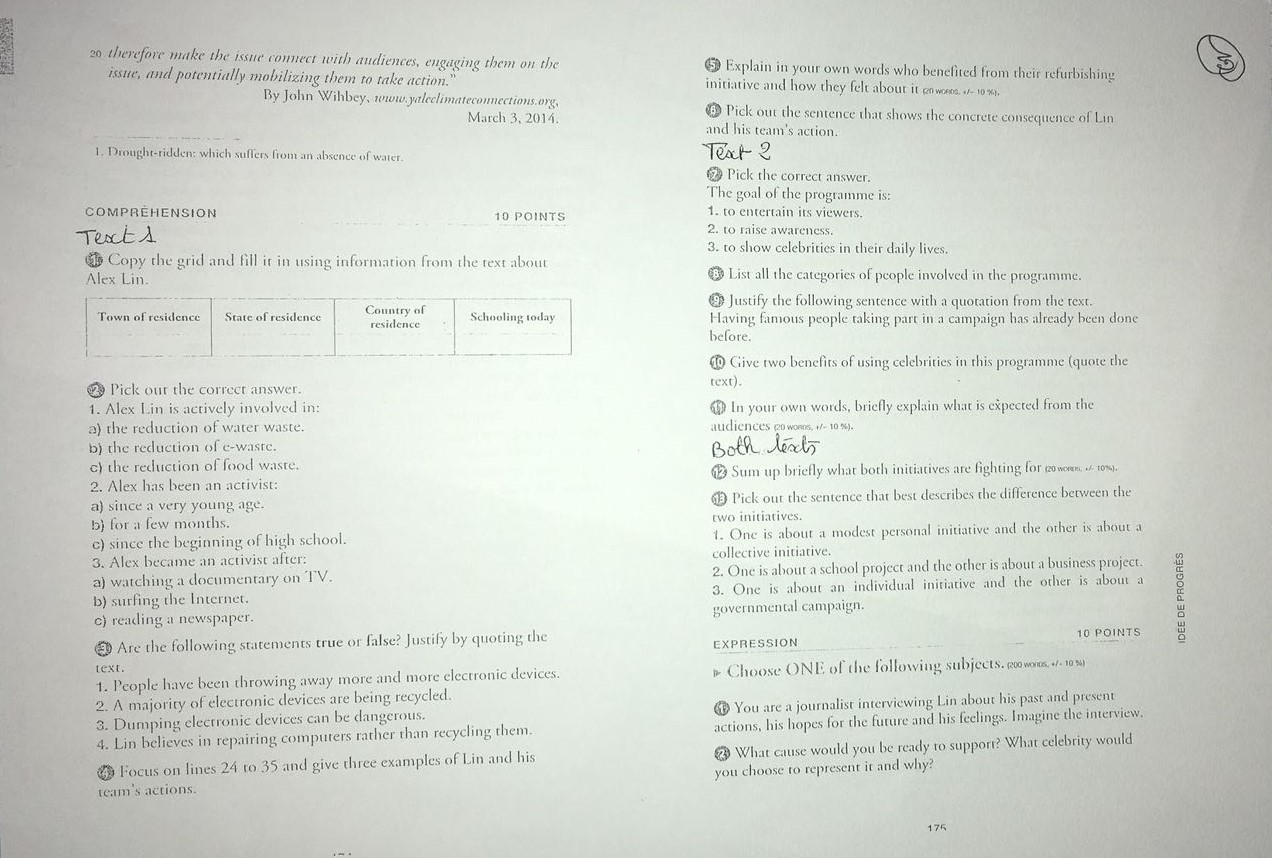 20 therefore make the issue connect with audiences, engaging them on the
issue, and potentially mobilizing them to take action."
By John Wihbey, www.yaleclimateconnections.org,
March 3, 2014.
1. Drought-ridden: which suffers from an absence of water.
COMPRÉHENSION 10 POINTS
Text 1
1 Copy the grid and fill it in using information from the text about
Alex Lin.
Town of residence State of residence Country of residence Schooling today
2 Pick out the correct answer.
1. Alex Lin is actively involved in:
a) the reduction of water waste.
b) the reduction of e-waste.
c) the reduction of food waste.
2. Alex has been an activist:
a) since a very young age.
b) for a few months.
c) since the beginning of high school.
3. Alex became an activist after:
a) watching a documentary on TV.
b) surfing the Internet.
c) reading a newspaper.
3 Are the following statements true or false? Justify by quoting the
text.
1. People have been throwing away more and more electronic devices.
2. A majority of electronic devices are being recycled.
3. Dumping electronic devices can be dangerous.
4. Lin believes in repairing computers rather than recycling them.
4 Focus on lines 24 to 35 and give three examples of Lin and his
team's actions.
5 Explain in your own words who benefited from their refurbishing
initiative and how they felt about it (20 WORDS, +/- 10 %).
6 Pick out the sentence that shows the concrete consequence of Lin
and his team's action.
Text 2
7 Pick the correct answer.
The goal of the programme is:
1. to entertain its viewers.
2. to raise awareness.
3. to show celebrities in their daily lives.
8 List all the categories of people involved in the programme.
9 Justify the following sentence with a quotation from the text.
Having famous people taking part in a campaign has already been done
before.
10 Give two benefits of using celebrities in this programme (quote the
text).
11 In your own words, briefly explain what is expected from the
audiences (20 WORDS, +/- 10 %).
Both texts
12 Sum up briefly what both initiatives are fighting for (20 WORDS, +/- 10%).
13 Pick out the sentence that best describes the difference between the
two initiatives.
1. One is about a modest personal initiative and the other is about a
collective initiative.
2. One is about a school project and the other is about a business project.
3. One is about an individual initiative and the other is about a
governmental campaign.
EXPRESSION 10 POINTS
Choose ONE of the following subjects. (200 WORDS, +/- 10 %)
1 You are a journalist interviewing Lin about his past and present
actions, his hopes for the future and his feelings. Imagine the interview.
2 What cause would you be ready to support? What celebrity would
you choose to represent it and why?
175
IDÉE DE PROGRÈS
3